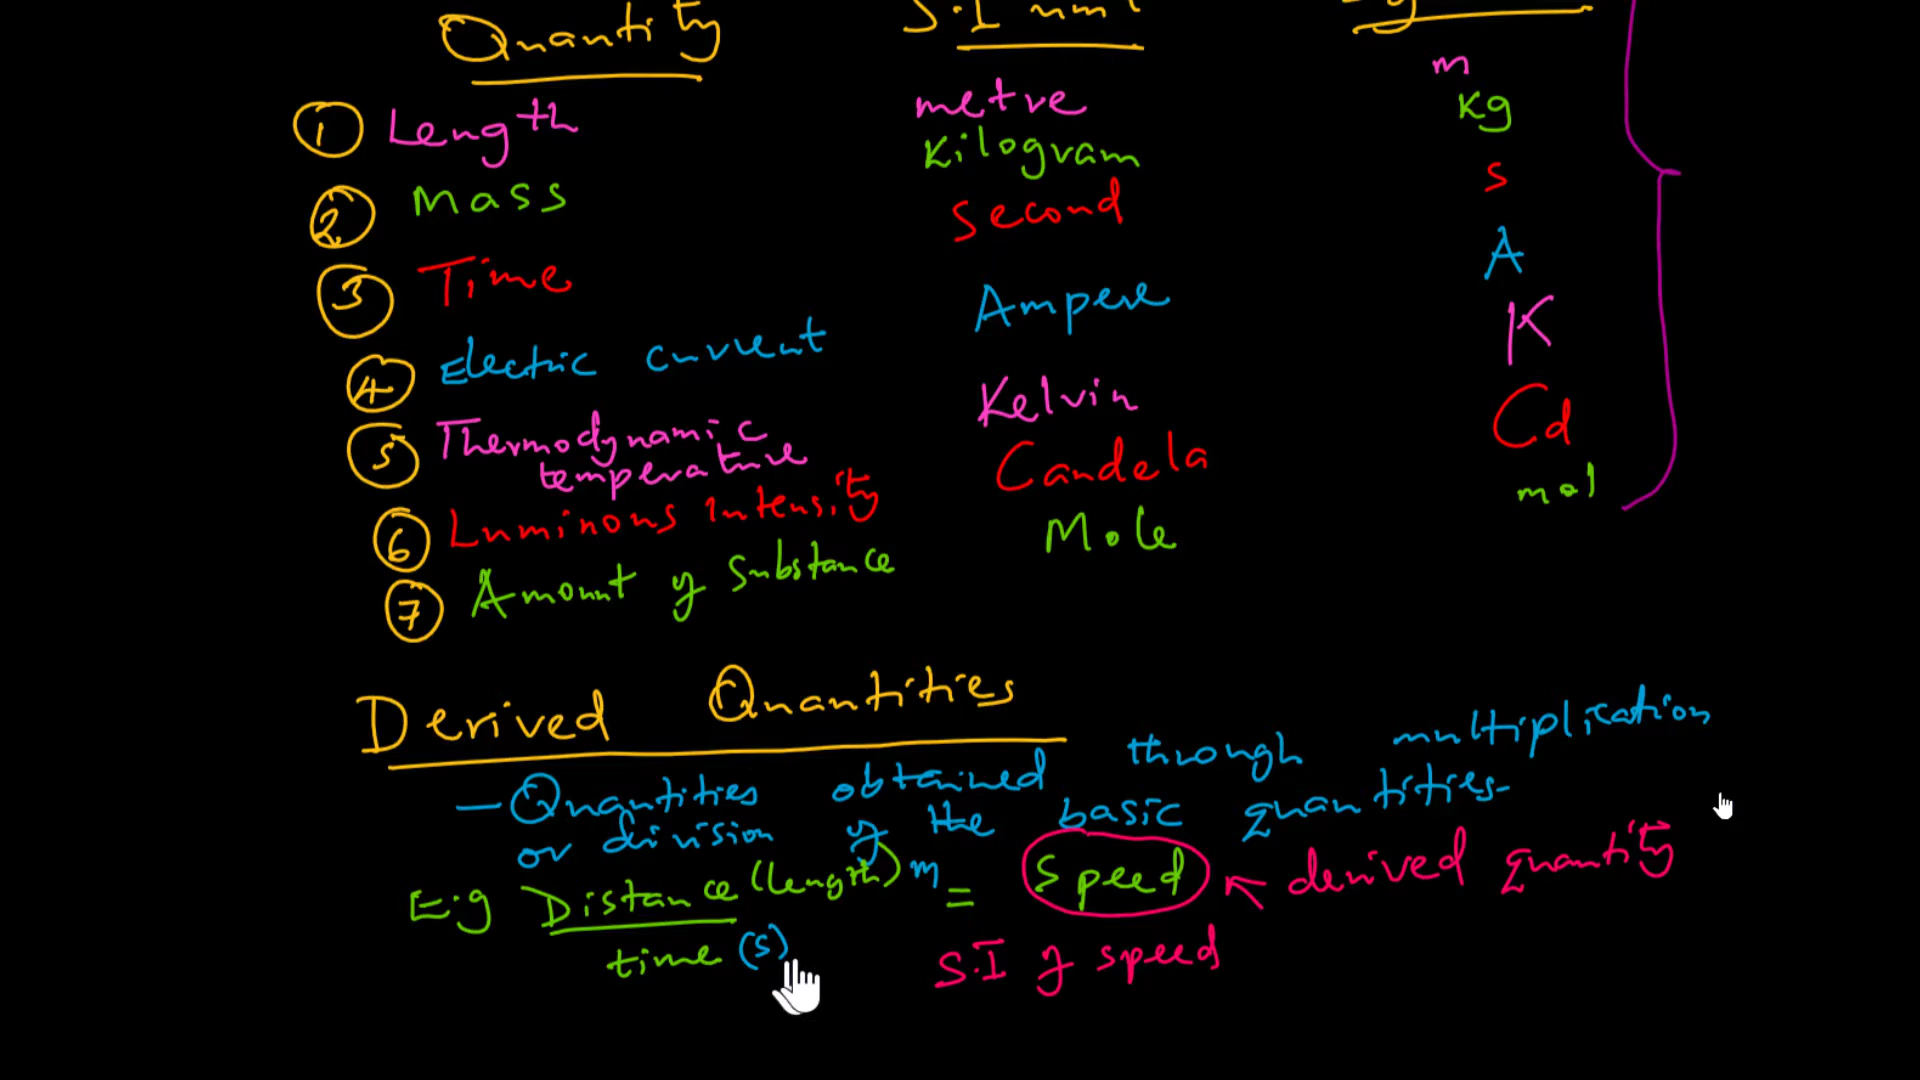 Quantity S.I unit
① Length metre m
② Mass Kilogram Kg
③ Time Second s
④ Electric current Ampere A
⑤ Thermodynamic temperature Kelvin K
⑥ Luminous Intensity Candela Cd
⑦ Amount of Substance Mole mol
Derived Quantities
— Quantities obtained through multiplication
or division of the basic quantities-
E.g Distance (length) m = Speed ← derived quantity
time (s) S.I of speed